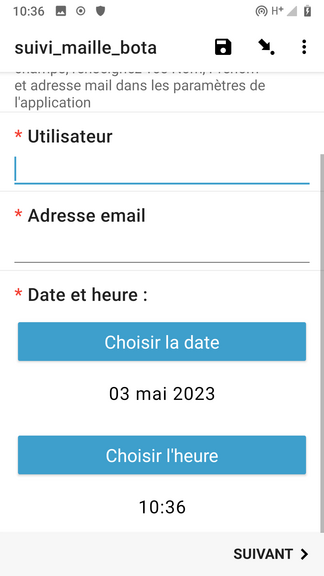 10:36
H+
suivi_maille_bota
et adresse mail dans les paramètres de
l'application
* Utilisateur
* Adresse email
* Date et heure :
Choisir la date
03 mai 2023
Choisir l'heure
10:36
SUIVANT